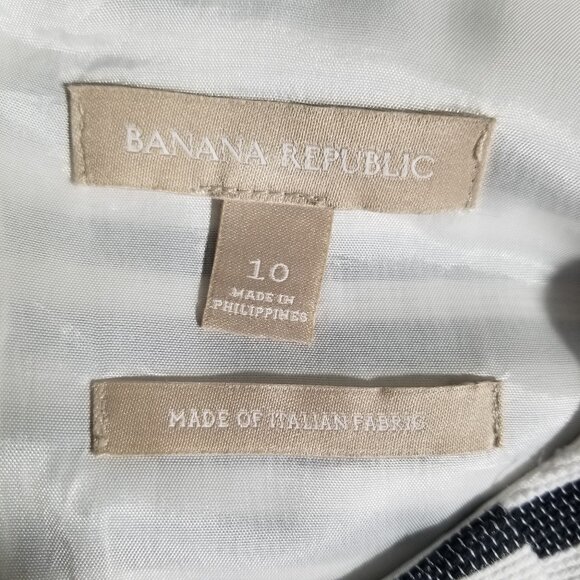 BANANA REPUBLIC
10
MADE IN
PHILIPPINES
MADE OF ITALIAN FABRIC